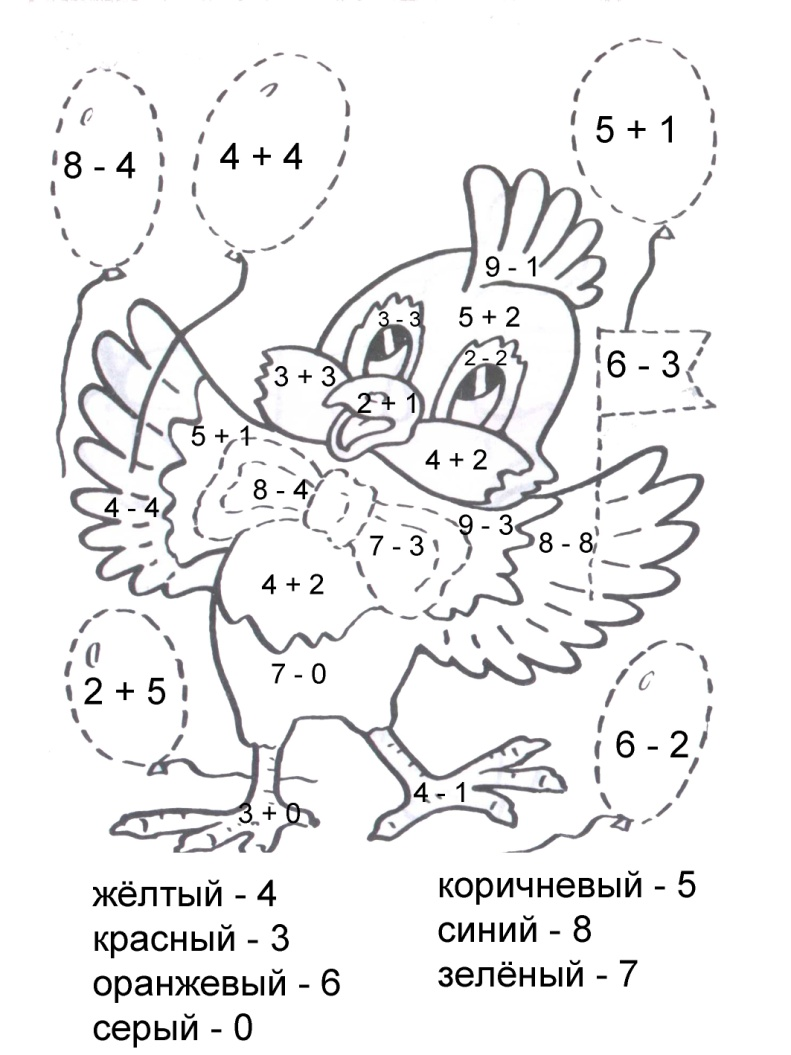 5 + 1
8 - 4
4 + 4
9 - 1
3 - 3
5 + 2
2 - 2
6 - 3
3 + 3
2 + 1
5 + 1
4 + 2
8 - 4
4 - 4
9 - 3
7 - 3
8 - 8
4 + 2
7 - 0
2 + 5
6 - 2
4 - 1
3 + 0
жёлтый - 4
красный - 3
оранжевый - 6
серый - 0
коричневый - 5
синий - 8
зелёный - 7